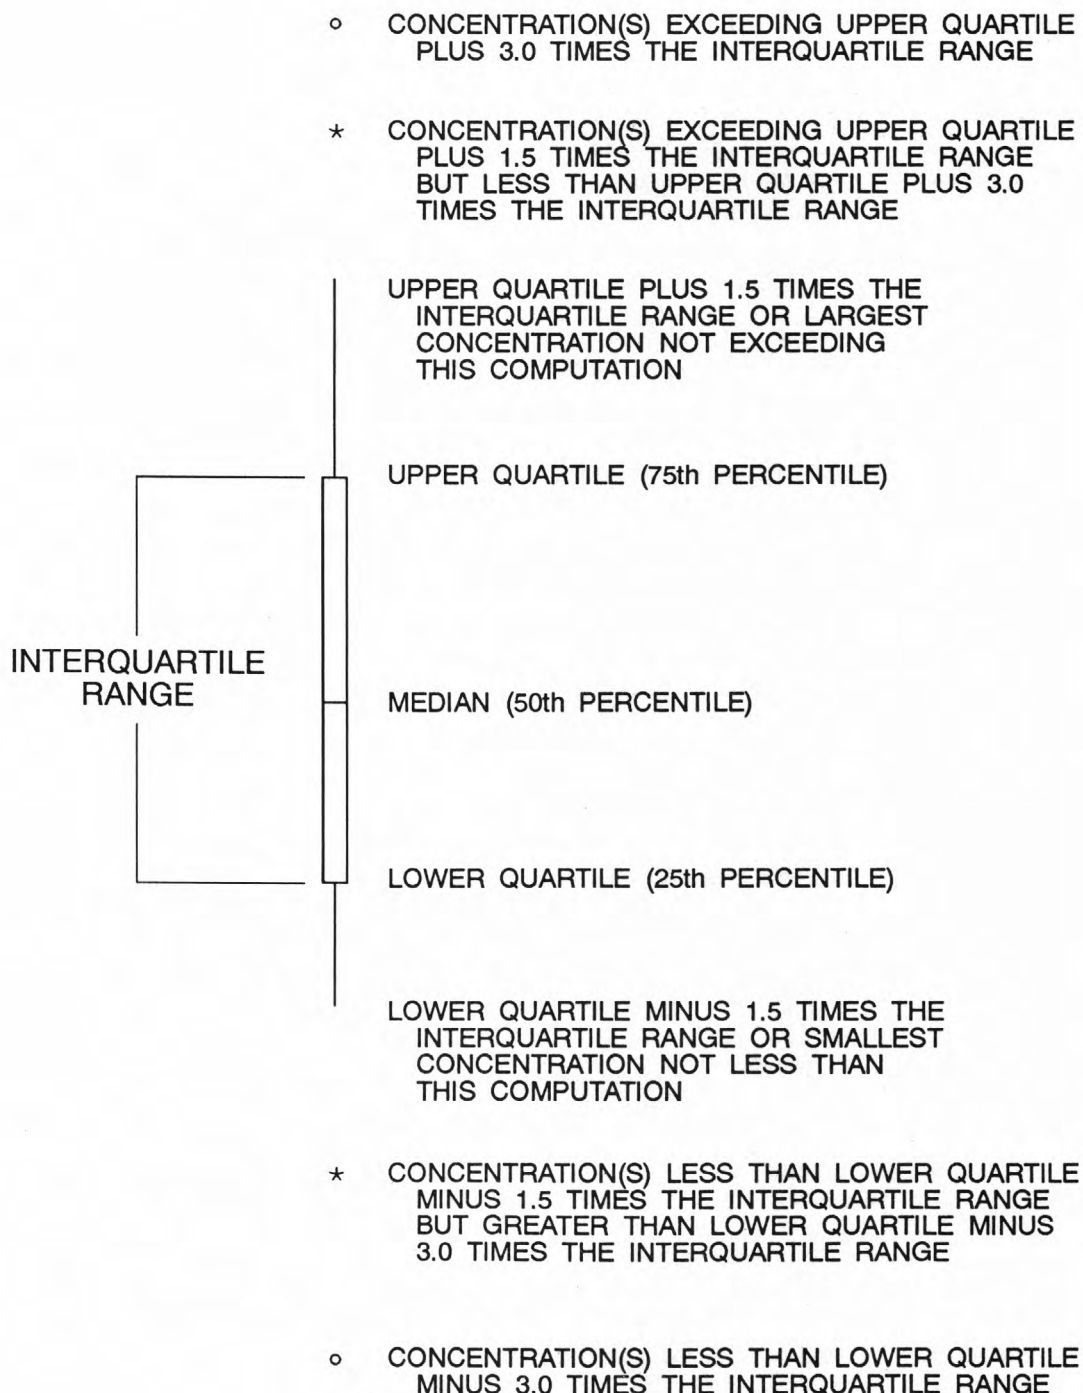 ° CONCENTRATION(S) EXCEEDING UPPER QUARTILE
PLUS 3.0 TIMES THE INTERQUARTILE RANGE
* CONCENTRATION(S) EXCEEDING UPPER QUARTILE
PLUS 1.5 TIMES THE INTERQUARTILE RANGE
BUT LESS THAN UPPER QUARTILE PLUS 3.0
TIMES THE INTERQUARTILE RANGE
UPPER QUARTILE PLUS 1.5 TIMES THE
INTERQUARTILE RANGE OR LARGEST
CONCENTRATION NOT EXCEEDING
THIS COMPUTATION
UPPER QUARTILE (75th PERCENTILE)
INTERQUARTILE
RANGE
MEDIAN (50th PERCENTILE)
LOWER QUARTILE (25th PERCENTILE)
LOWER QUARTILE MINUS 1.5 TIMES THE
INTERQUARTILE RANGE OR SMALLEST
CONCENTRATION NOT LESS THAN
THIS COMPUTATION
* CONCENTRATION(S) LESS THAN LOWER QUARTILE
MINUS 1.5 TIMES THE INTERQUARTILE RANGE
BUT GREATER THAN LOWER QUARTILE MINUS
3.0 TIMES THE INTERQUARTILE RANGE
° CONCENTRATION(S) LESS THAN LOWER QUARTILE
MINUS 3.0 TIMES THE INTERQUARTILE RANGE